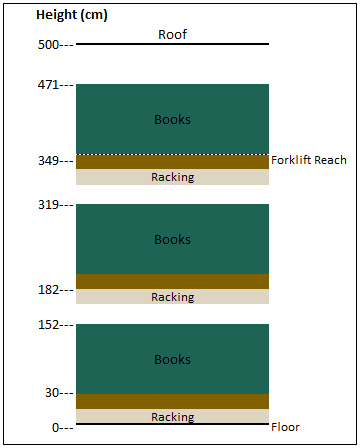 Height (cm)
Roof
500---
471---
Books
349---
Forklift Reach
Racking
319---
Books
182---
Racking
152---
Books
30---
Racking
0---
Floor